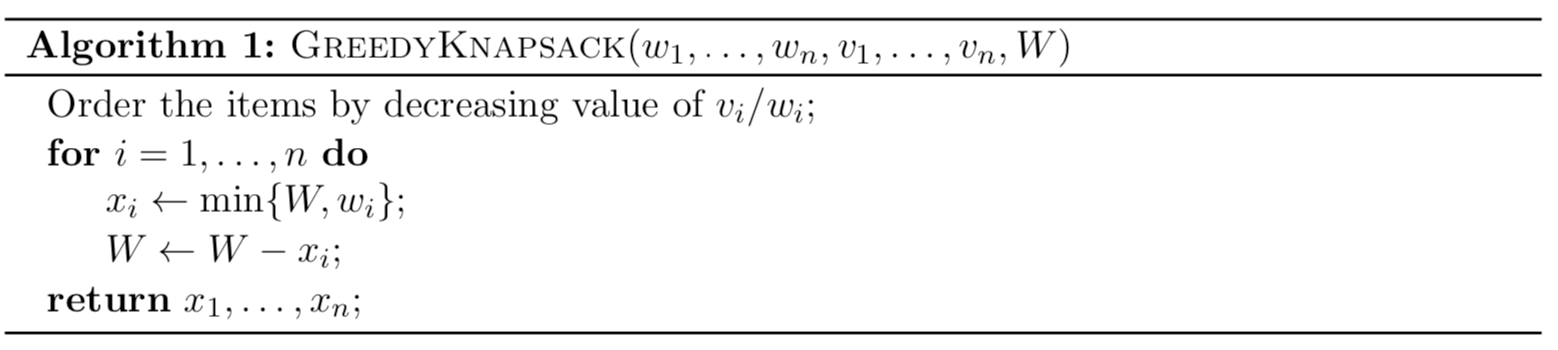 Algorithm 1: GREEDYKNAPSACK(w₁, . . . , wₙ, v₁, . . . , vₙ, W)
Order the items by decreasing value of vᵢ/wᵢ;
for i = 1, . . . , n do
xᵢ ← min{W, wᵢ};
W ← W − xᵢ;
return x₁, . . . , xₙ;